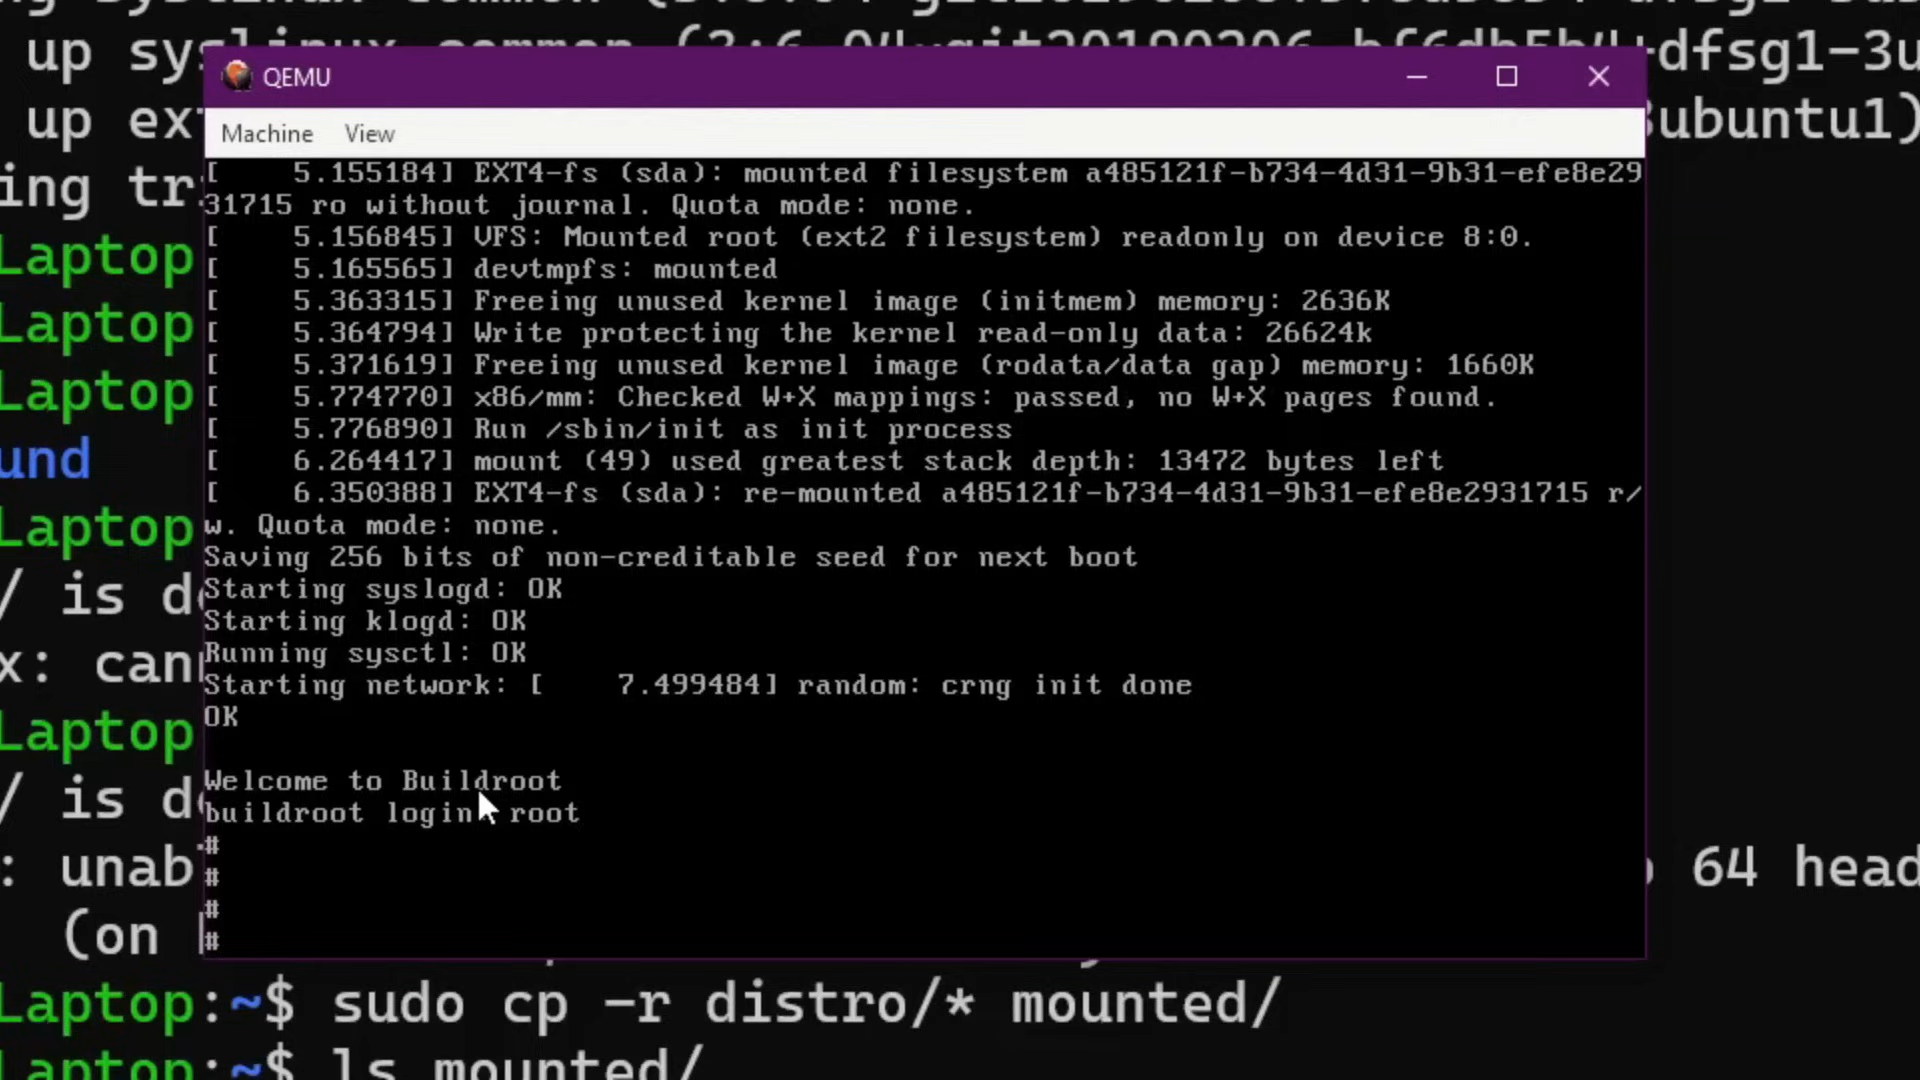 up sys
QEMU
dfsg1-3u
up ex
Machine View
ubuntu1)
ing tr
[ 5.155184] EXT4-fs (sda): mounted filesystem a485121f-b734-4d31-9b31-efe8e29
31715 ro without journal. Quota mode: none.
[ 5.156845] VFS: Mounted root (ext2 filesystem) readonly on device 8:0.
[ 5.165565] devtmpfs: mounted
[ 5.363315] Freeing unused kernel image (initmem) memory: 2636K
[ 5.364794] Write protecting the kernel read-only data: 26624k
[ 5.371619] Freeing unused kernel image (rodata/data gap) memory: 1660K
[ 5.774770] x86/mm: Checked W+X mappings: passed, no W+X pages found.
[ 5.776890] Run /sbin/init as init process
[ 6.264417] mount (49) used greatest stack depth: 13472 bytes left
[ 6.350388] EXT4-fs (sda): re-mounted a485121f-b734-4d31-9b31-efe8e2931715 r/
w. Quota mode: none.
Saving 256 bits of non-creditable seed for next boot
Starting syslogd: OK
Starting klogd: OK
Running sysctl: OK
Starting network: [ 7.499484] random: crng init done
OK
Welcome to Buildroot
buildroot login root
#
#
#
#
Laptop
Laptop
Laptop
und
Laptop
/ is d
x: can
Laptop
/ is d
: unab
64 head
(on
Laptop:~$ sudo cp -r distro/* mounted/
Laptop:~$ ls mounted/